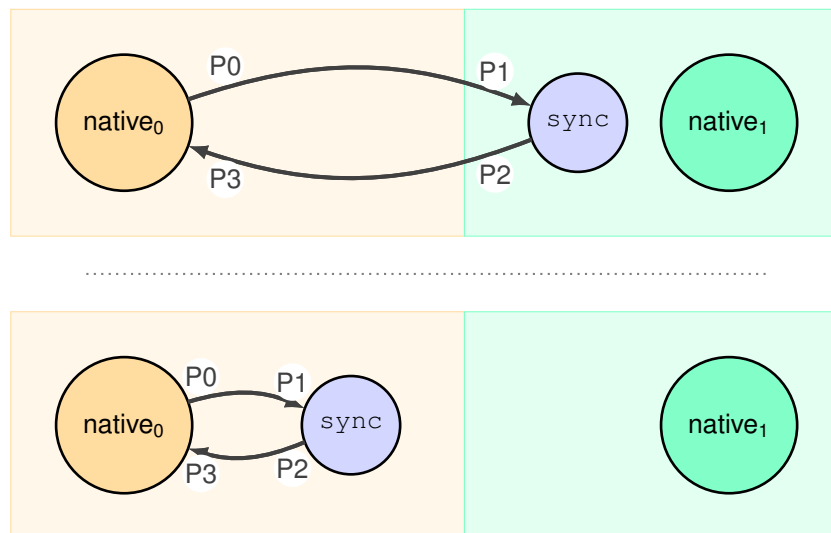 P0 P1
native₀ sync native₁
P3 P2
P0 P1
native₀ sync native₁
P3 P2